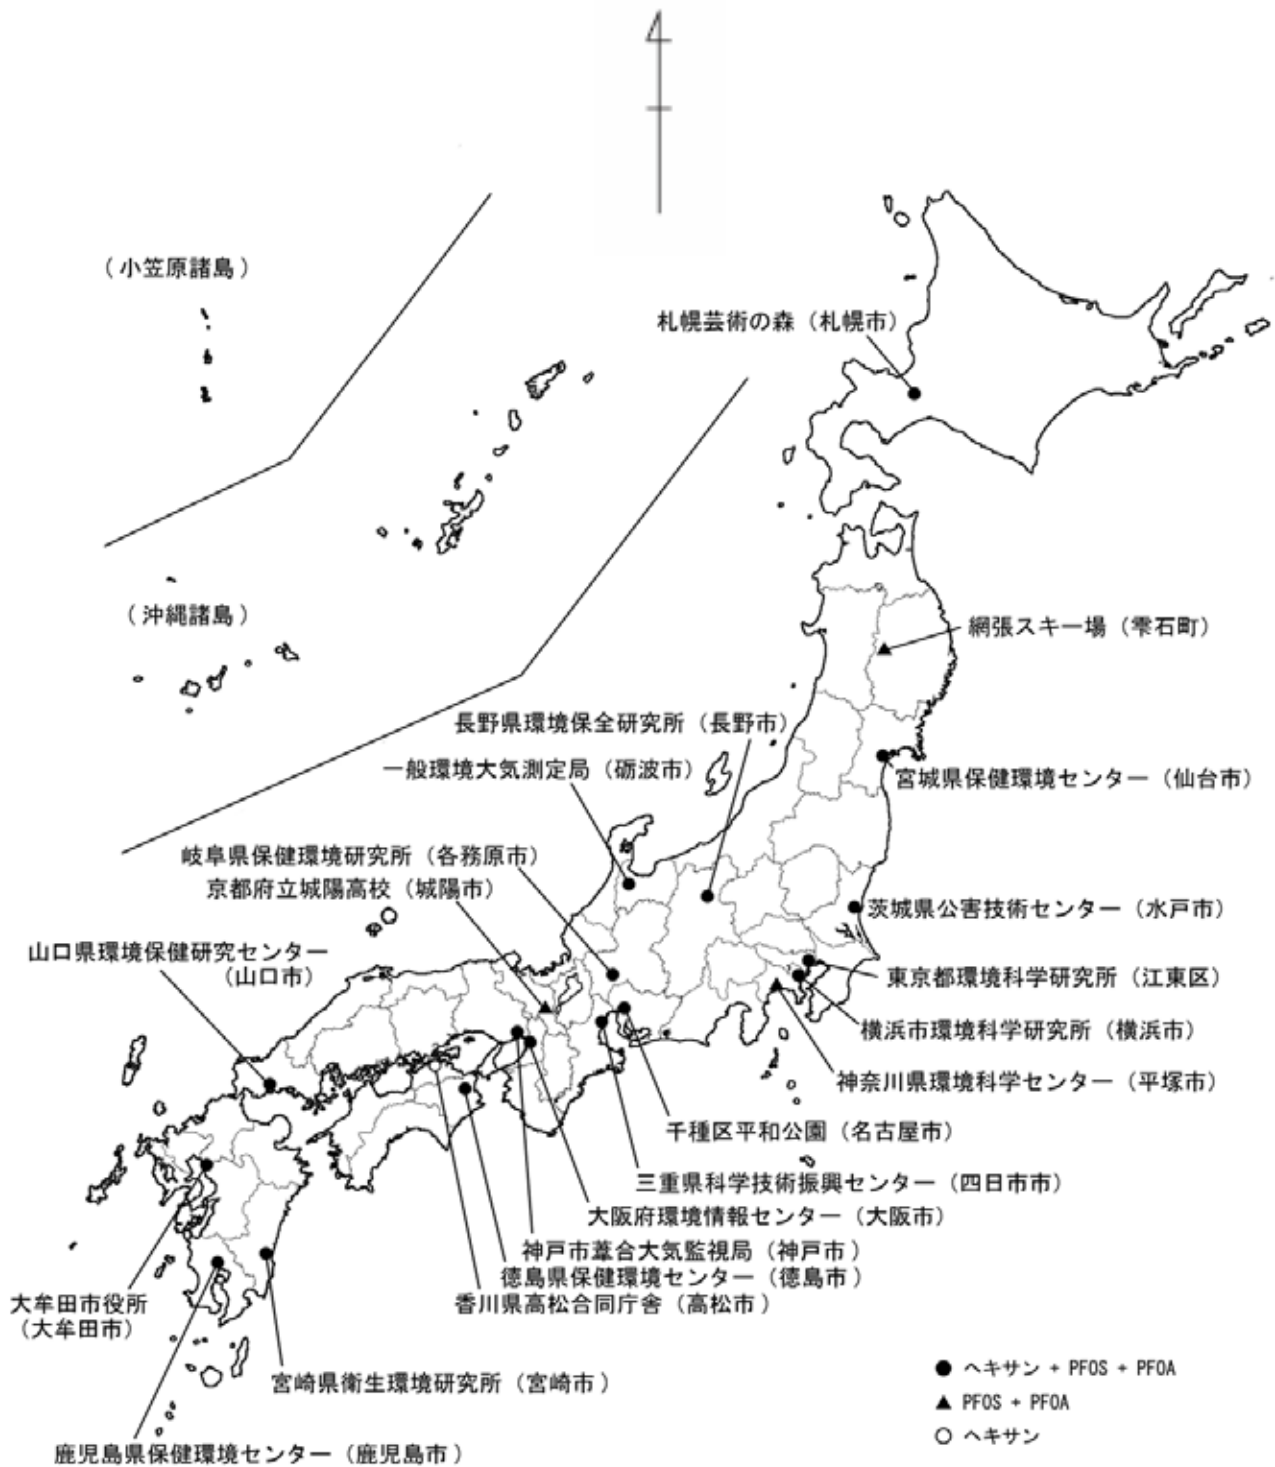 (小笠原諸島)
札幌芸術の森(札幌市)
(沖縄諸島)
網張スキー場(雫石町)
長野県環境保全研究所(長野市)
一般環境大気測定局(砺波市)
宮城県保健環境センター(仙台市)
岐阜県保健環境研究所(各務原市)
京都府立城陽高校(城陽市)
茨城県公害技術センター(水戸市)
山口県環境保健研究センター
(山口市)
東京都環境科学研究所(江東区)
横浜市環境科学研究所(横浜市)
神奈川県環境科学センター(平塚市)
千種区平和公園(名古屋市)
三重県科学技術振興センター(四日市市)
大阪府環境情報センター(大阪市)
神戸市葺合大気監視局(神戸市)
徳島県保健環境センター(徳島市)
香川県高松合同庁舎(高松市)
大牟田市役所
(大牟田市)
宮崎県衛生環境研究所(宮崎市)
鹿児島県保健環境センター(鹿児島市)
● ヘキサン + PFOS + PFOA
▲ PFOS + PFOA
○ ヘキサン